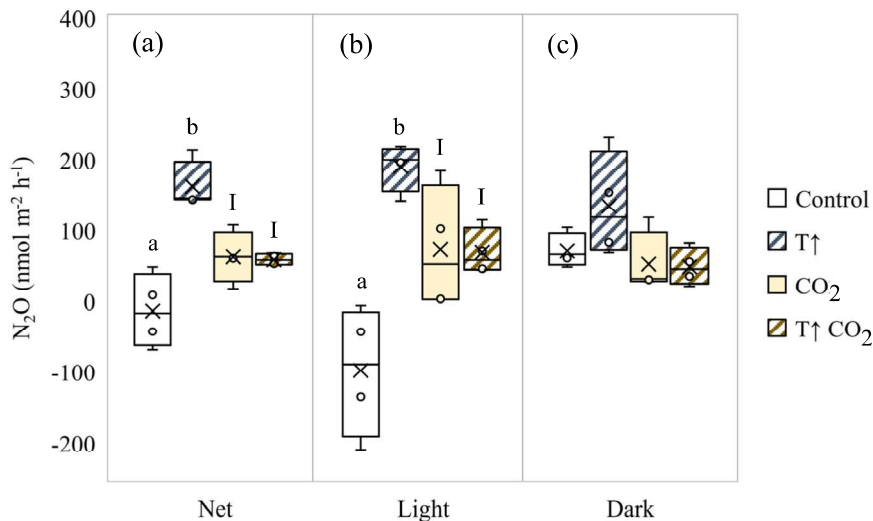 400
300
200
100
0
-100
-200
N₂O (nmol m⁻² h⁻¹)
(a)
(b)
(c)
a
b
I
I
a
b
I
I
Net
Light
Dark
Control
T↑
CO₂
T↑ CO₂